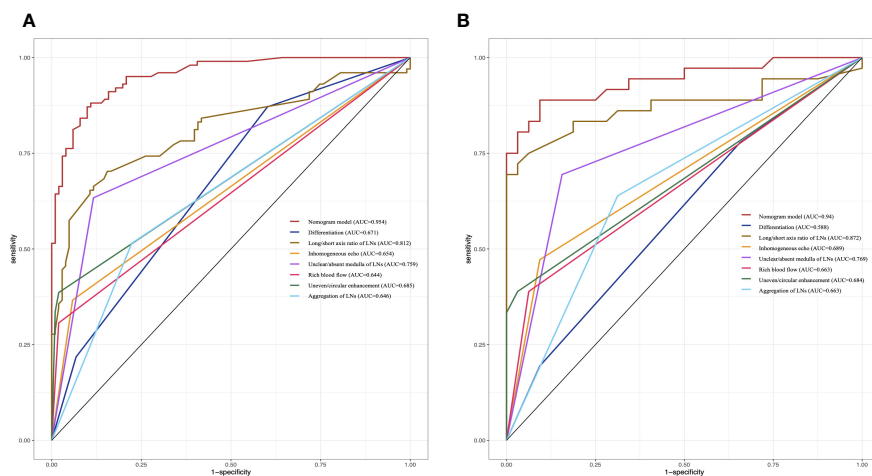 A
sensitivity
1.00
0.75
0.50
0.25
0.00
0.00
0.25
0.50
0.75
1.00
1-specificity
Nomogram model (AUC=0.954)
Differentiation (AUC=0.671)
Long/short axis ratio of LNs (AUC=0.812)
Inhomogeneous echo (AUC=0.654)
Unclear/absent medulla of LNs (AUC=0.759)
Rich blood flow (AUC=0.644)
Uneven/circular enhancement (AUC=0.685)
Aggregation of LNs (AUC=0.646)
B
sensitivity
1.00
0.75
0.50
0.25
0.00
0.00
0.25
0.50
0.75
1.00
1-specificity
Nomogram model (AUC=0.94)
Differentiation (AUC=0.588)
Long/short axis ratio of LNs (AUC=0.872)
Inhomogeneous echo (AUC=0.689)
Unclear/absent medulla of LNs (AUC=0.769)
Rich blood flow (AUC=0.663)
Uneven/circular enhancement (AUC=0.684)
Aggregation of LNs (AUC=0.663)